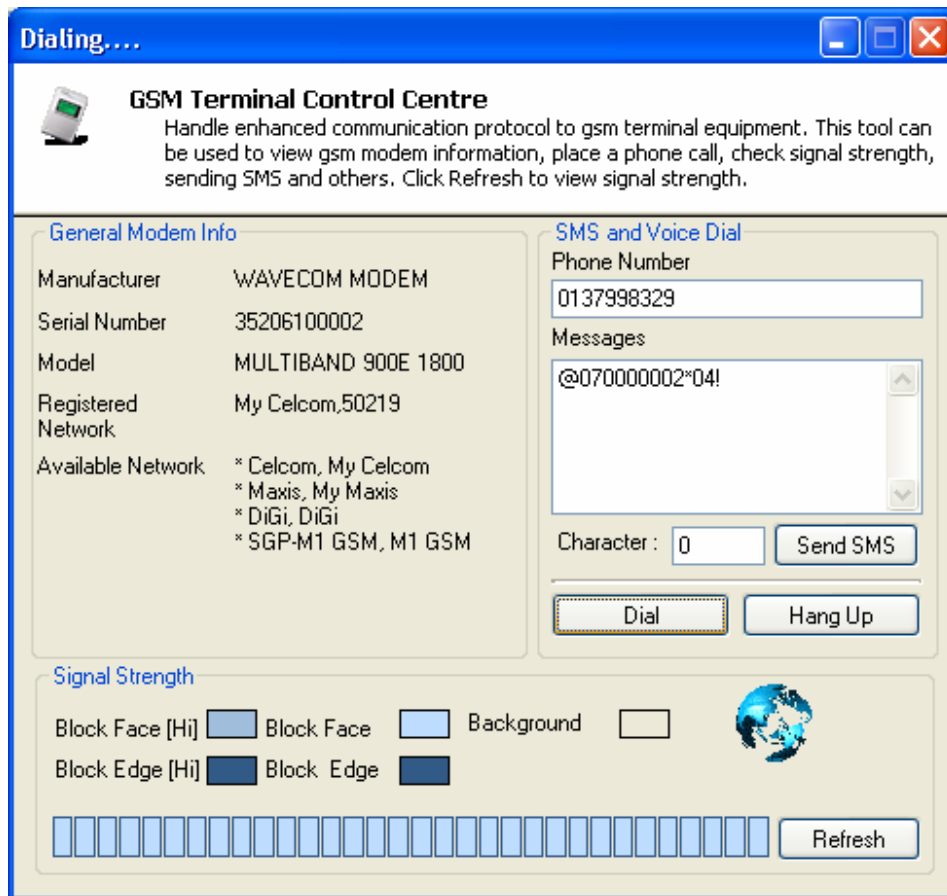 Dialing....
GSM Terminal Control Centre
Handle enhanced communication protocol to gsm terminal equipment. This tool can
be used to view gsm modem information, place a phone call, check signal strength,
sending SMS and others. Click Refresh to view signal strength.
General Modem Info
Manufacturer WAVECOM MODEM
Serial Number 35206100002
Model MULTIBAND 900E 1800
Registered My Celcom,50219
Network
Available Network * Celcom, My Celcom
* Maxis, My Maxis
* DiGi, DiGi
* SGP-M1 GSM, M1 GSM
SMS and Voice Dial
Phone Number
0137998329
Messages
@070000002*04!
Character : 0 Send SMS
Dial Hang Up
Signal Strength
Block Face [Hi] Block Face Background
Block Edge [Hi] Block Edge
Refresh